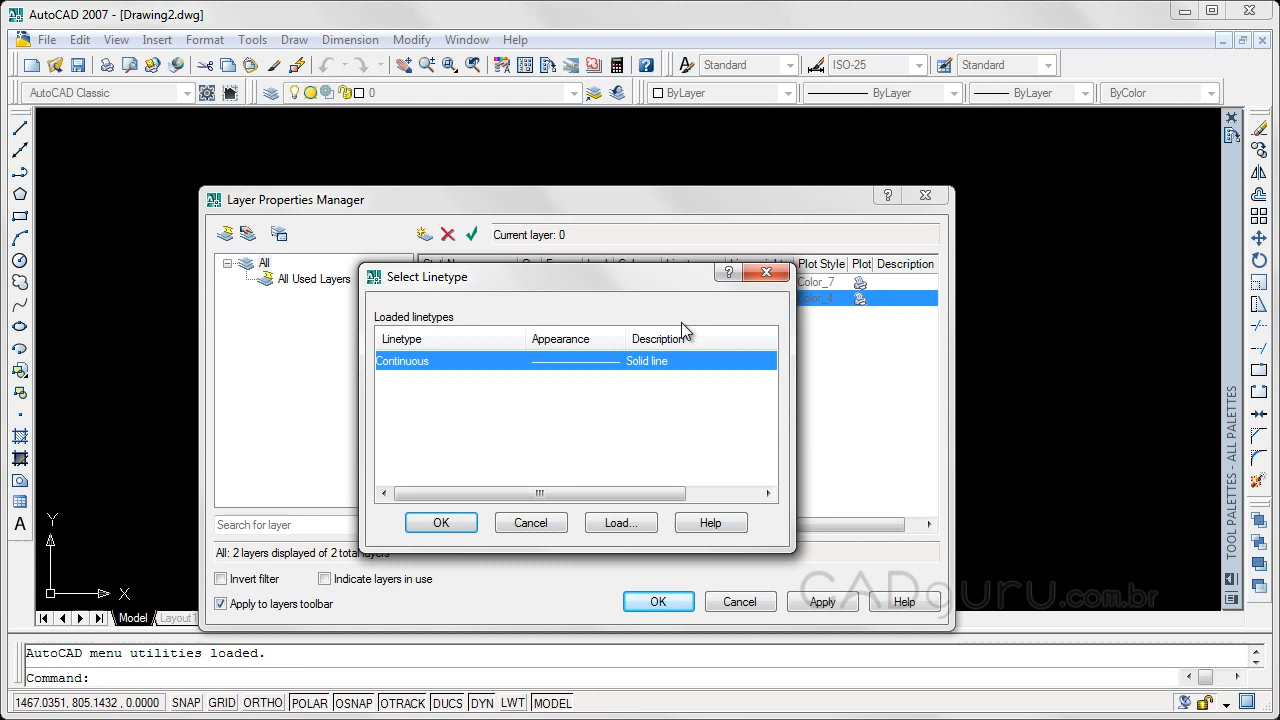 AutoCAD 2007 - [Drawing2.dwg]
File Edit View Insert Format Tools Draw Dimension Modify Window Help
Standard ISO-25 Standard
AutoCAD Classic 0 ByLayer ByLayer ByLayer ByColor
Layer Properties Manager
Current layer: 0
All
All Used Layers
Plot Style Plot Description
Color_7
Color_4
Select Linetype
Loaded linetypes
Linetype Appearance Description
Continuous Solid line
OK Cancel Load... Help
Search for layer
All: 2 layers displayed of 2 total layers
Invert filter Indicate layers in use
Apply to layers toolbar
OK Cancel Apply Help
CADguru.com.br
TOOL PALETTES - ALL PALETTES
Y
X
A
Model Layout1
AutoCAD menu utilities loaded.
Command:
1467.0351, 805.1432 , 0.0000 SNAP GRID ORTHO POLAR OSNAP OTRACK DUCS DYN LWT MODEL